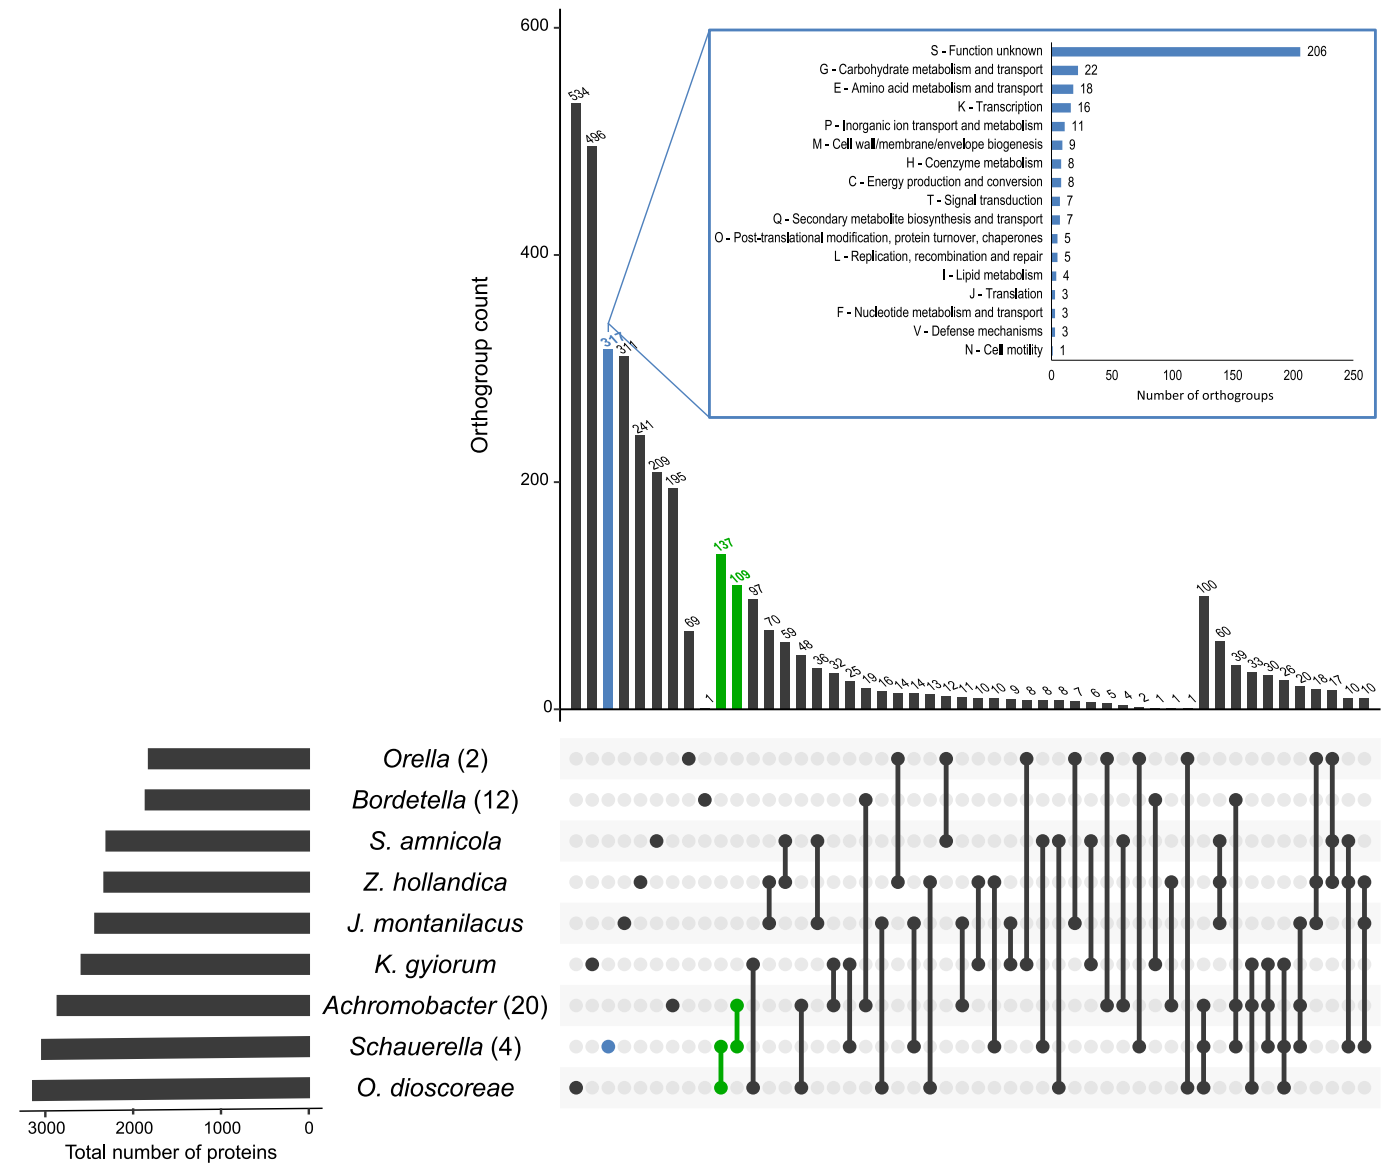 600
400
200
0
Orthogroup count
534
496
317
311
241
209
195
69
1
137
109
97
70
59
48
36
32
25
19
16
14
14
13
12
11
10
10
9
8
8
8
7
6
5
4
2
1
1
1
100
60
39
33
30
26
20
18
17
10
10
S - Function unknown 206
G - Carbohydrate metabolism and transport 22
E - Amino acid metabolism and transport 18
K - Transcription 16
P - Inorganic ion transport and metabolism 11
M - Cell wall/membrane/envelope biogenesis 9
H - Coenzyme metabolism 8
C - Energy production and conversion 8
T - Signal transduction 7
Q - Secondary metabolite biosynthesis and transport 7
O - Post-translational modification, protein turnover, chaperones 5
L - Replication, recombination and repair 5
I - Lipid metabolism 4
J - Translation 3
F - Nucleotide metabolism and transport 3
V - Defense mechanisms 3
N - Cell motility 1
0 50 100 150 200 250
Number of orthogroups
Orella (2)
Bordetella (12)
S. amnicola
Z. hollandica
J. montanilacus
K. gyiorum
Achromobacter (20)
Schauerella (4)
O. dioscoreae
3000 2000 1000 0
Total number of proteins